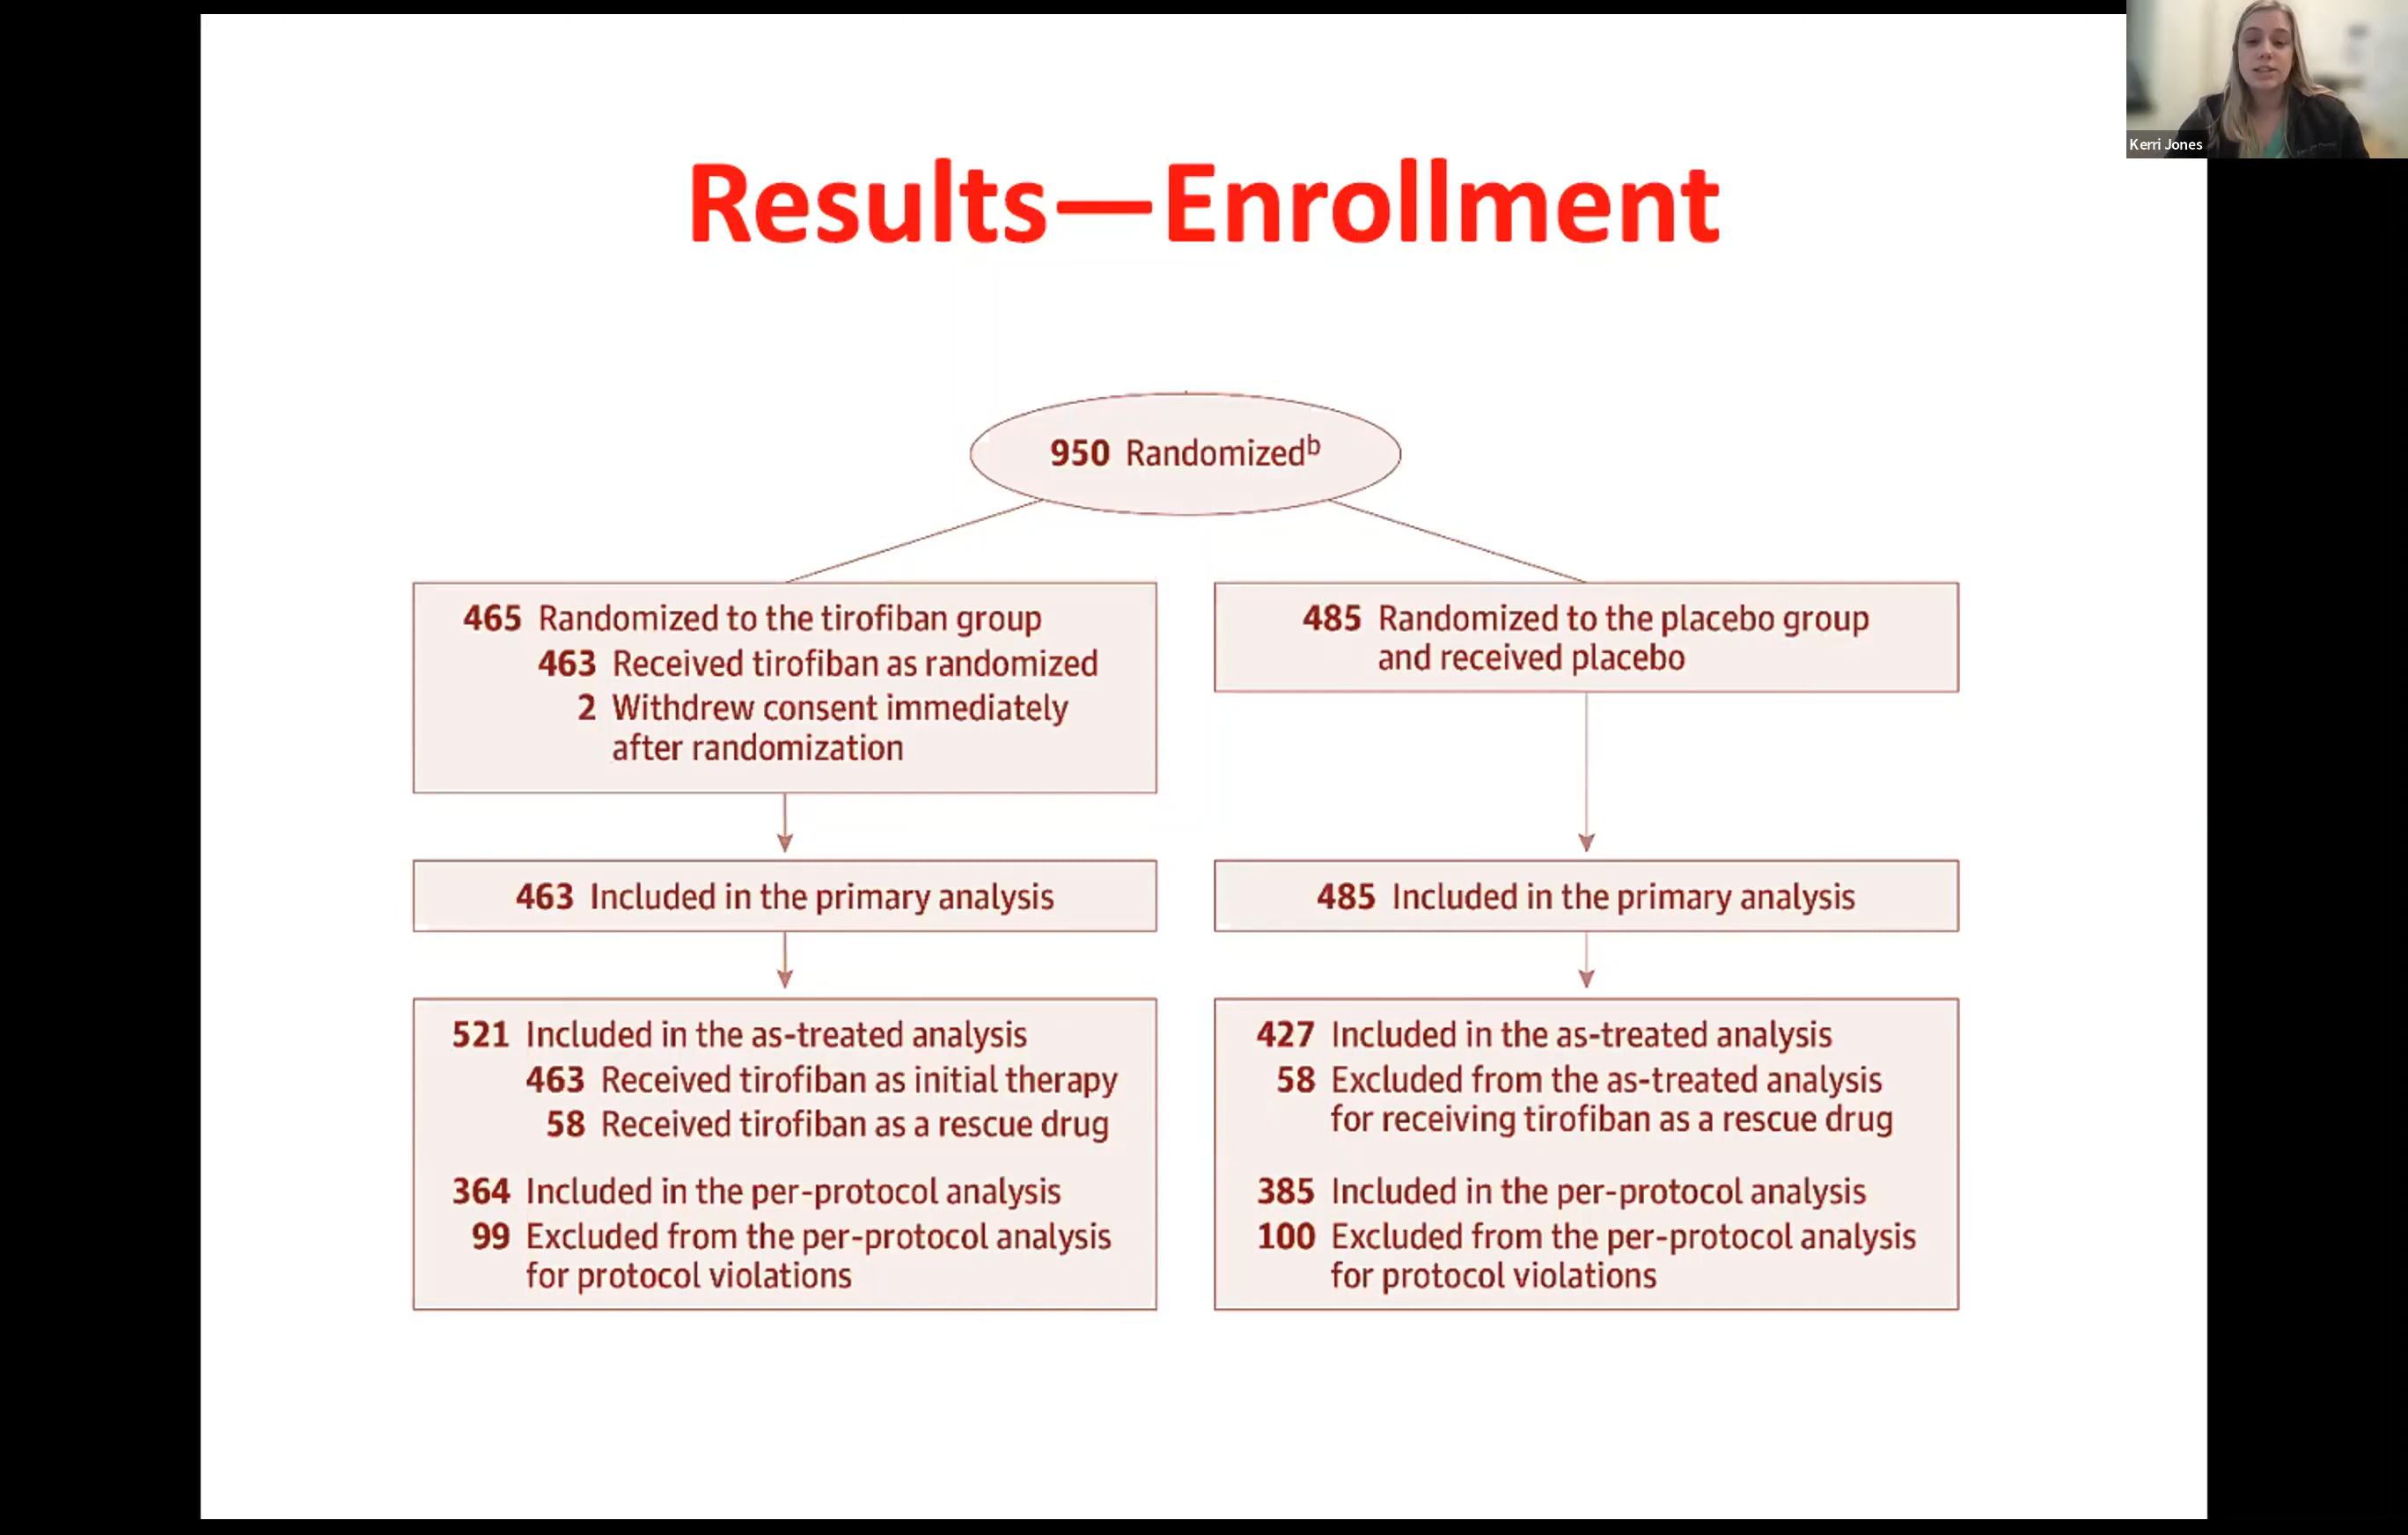 Kerri Jones
Results—Enrollment
950 Randomizedb
465 Randomized to the tirofiban group
463 Received tirofiban as randomized
2 Withdrew consent immediately
after randomization
485 Randomized to the placebo group
and received placebo
463 Included in the primary analysis
485 Included in the primary analysis
521 Included in the as-treated analysis
463 Received tirofiban as initial therapy
58 Received tirofiban as a rescue drug
364 Included in the per-protocol analysis
99 Excluded from the per-protocol analysis
for protocol violations
427 Included in the as-treated analysis
58 Excluded from the as-treated analysis
for receiving tirofiban as a rescue drug
385 Included in the per-protocol analysis
100 Excluded from the per-protocol analysis
for protocol violations